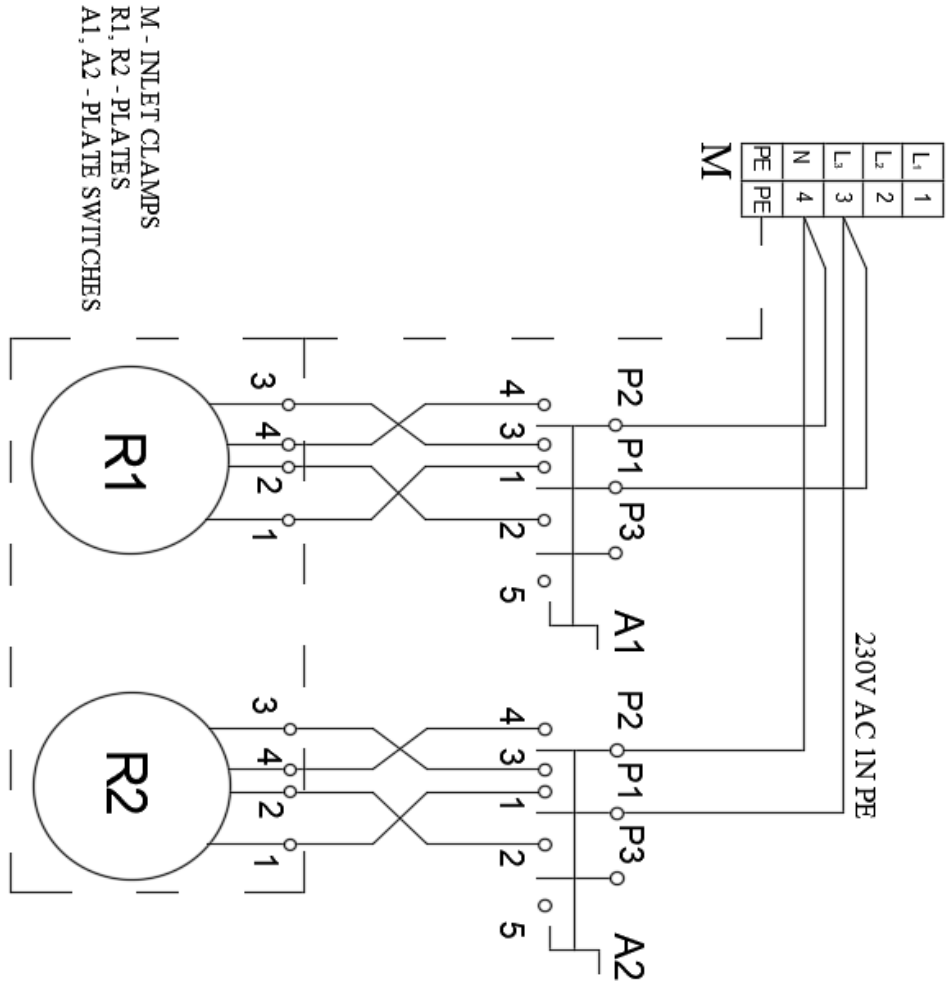 L₁ 1
L₂ 2
L₃ 3
N 4
PE PE
M
230V AC 1N PE
P2
P1
P3
A1
4
3
1
2
5
3
4
2
1
R1
P2
P1
P3
A2
4
3
1
2
5
3
4
2
1
R2
M - INLET CLAMPS
R1, R2 - PLATES
A1, A2 - PLATE SWITCHES